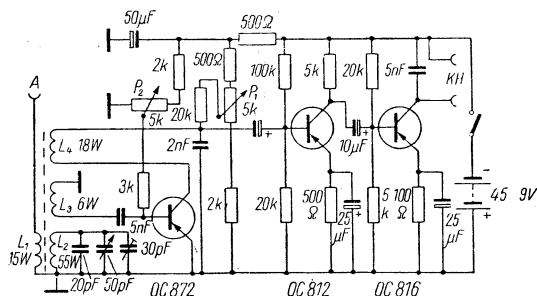 50μF
500Ω
2k
500Ω
100k
5k
20k
5nF
KH
A
P₂
5k
20k
P₁
5k
L₄ 18W
2nF
10μF
3k
L₃ 6W
5nF
2k
20k
500
Ω
25
μF
5
k
100
Ω
25
μF
-
+
4,5 9V
L₁
15W
L₂
55W
30pF
20pF
50pF
OC 872
OC 812
OC 816